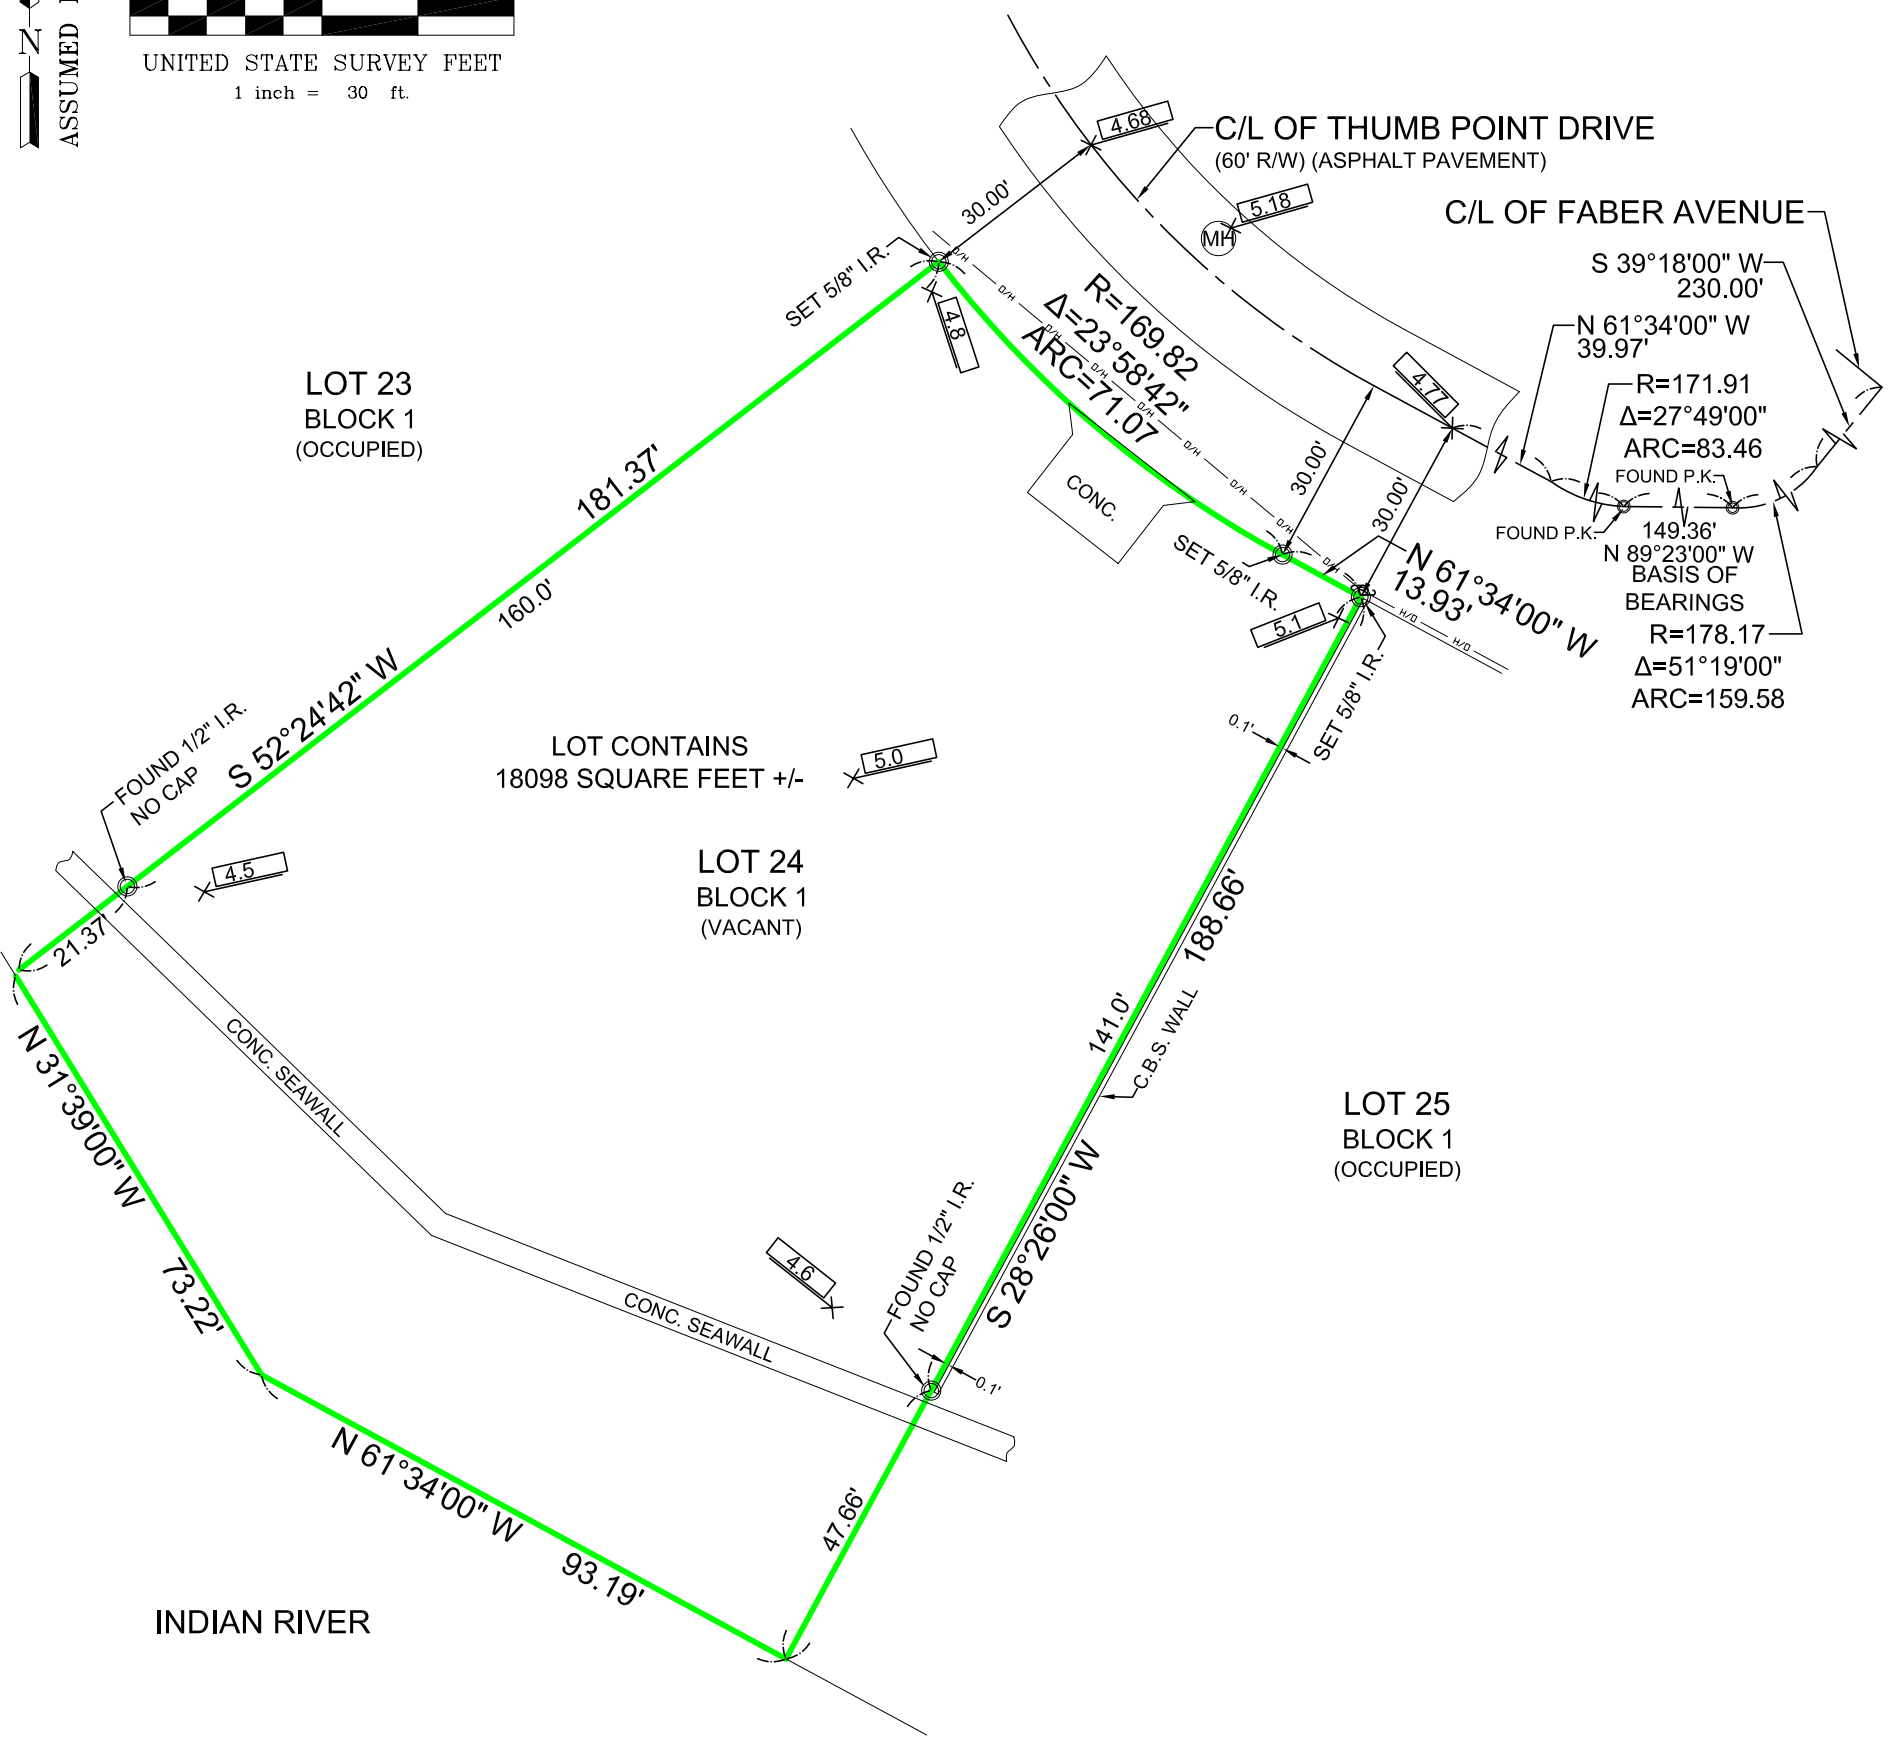 N
ASSUMED
UNITED STATE SURVEY FEET
1 inch = 30 ft.
4.68
C/L OF THUMB POINT DRIVE
(60' R/W) (ASPHALT PAVEMENT)
30.00'
5.18
MH
C/L OF FABER AVENUE
S 39°18'00" W
230.00'
N 61°34'00" W
39.97'
R=171.91
Δ=27°49'00"
ARC=83.46
FOUND P.K.
FOUND P.K.
149.36'
N 89°23'00" W
BASIS OF
BEARINGS
R=178.17
Δ=51°19'00"
ARC=159.58
SET 5/8" I.R.
4.8
R=169.82
Δ=23°58'42"
ARC=71.07
O/H
O/H
O/H
O/H
O/H
O/H
O/H
O/H
O/H
H/O
H/O
4.77
30.00'
30.00'
CONC.
SET 5/8" I.R.
N 61°34'00" W
13.93'
5.1
SET 5/8" I.R.
0.1'
LOT 23
BLOCK 1
(OCCUPIED)
181.37'
160.0'
S 52°24'42" W
FOUND 1/2" I.R.
NO CAP
LOT CONTAINS
18098 SQUARE FEET +/-
5.0
4.5
LOT 24
BLOCK 1
(VACANT)
21.37'
188.66'
141.0'
C.B.S. WALL
S 28°26'00" W
LOT 25
BLOCK 1
(OCCUPIED)
CONC. SEAWALL
N 31°39'00" W
73.22'
4.6
FOUND 1/2" I.R.
NO CAP
CONC. SEAWALL
0.1'
N 61°34'00" W
93.19'
47.66'
INDIAN RIVER